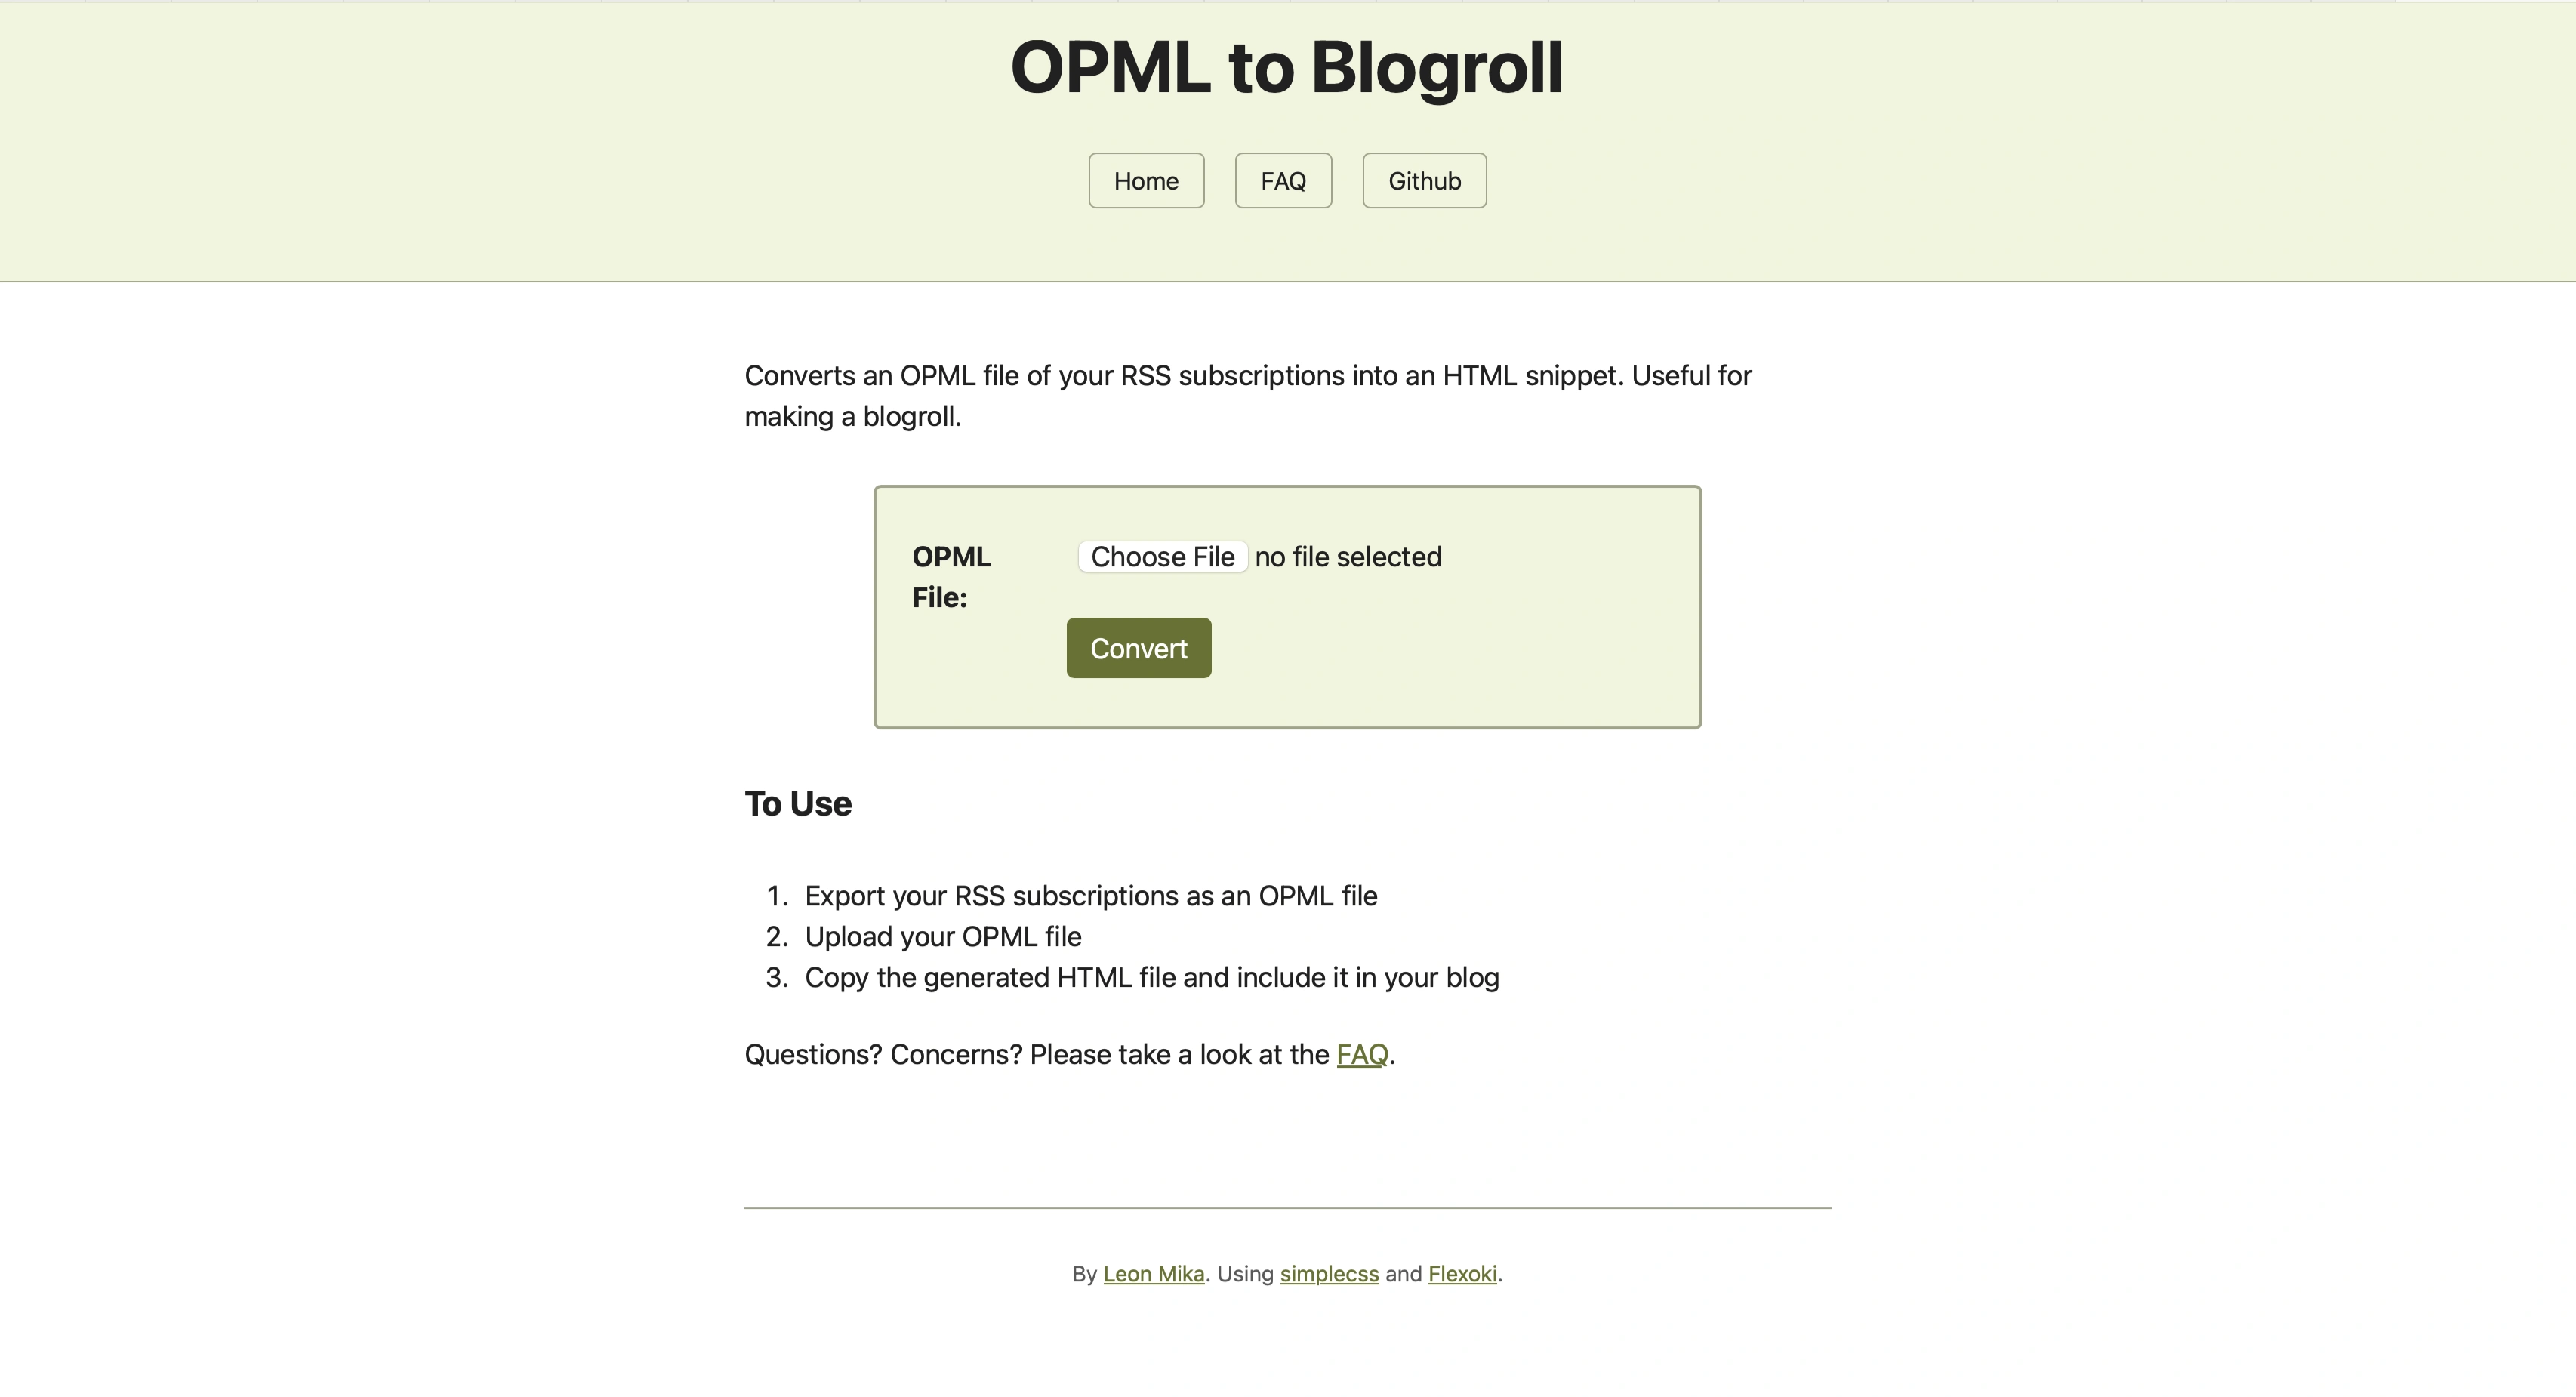 OPML to Blogroll
Home FAQ Github
Converts an OPML file of your RSS subscriptions into an HTML snippet. Useful for
making a blogroll.
OPML Choose File no file selected
File:
Convert
To Use
1. Export your RSS subscriptions as an OPML file
2. Upload your OPML file
3. Copy the generated HTML file and include it in your blog
Questions? Concerns? Please take a look at the FAQ.
By Leon Mika. Using simplecss and Flexoki.